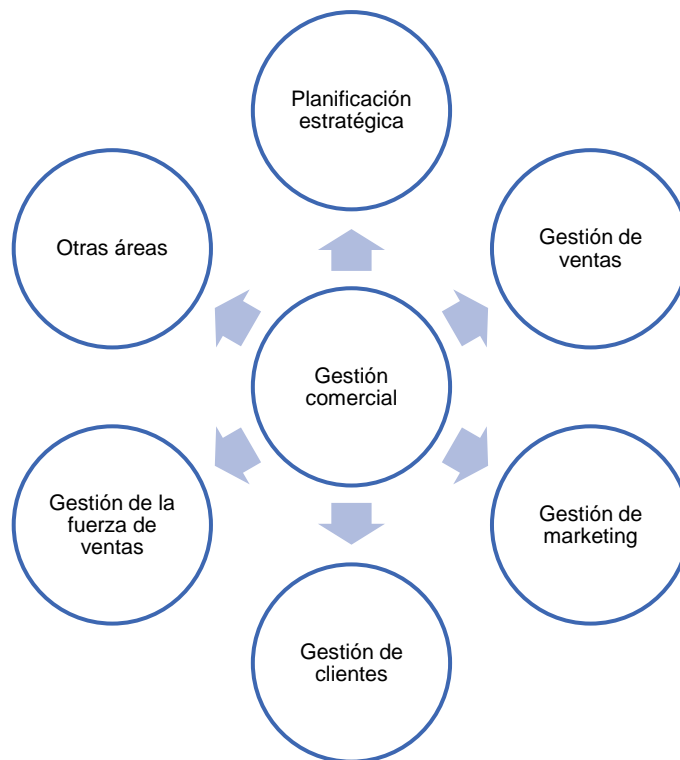 Planificación
estratégica
Otras áreas
Gestión de
ventas
Gestión
comercial
Gestión de la
fuerza de
ventas
Gestión de
marketing
Gestión de
clientes